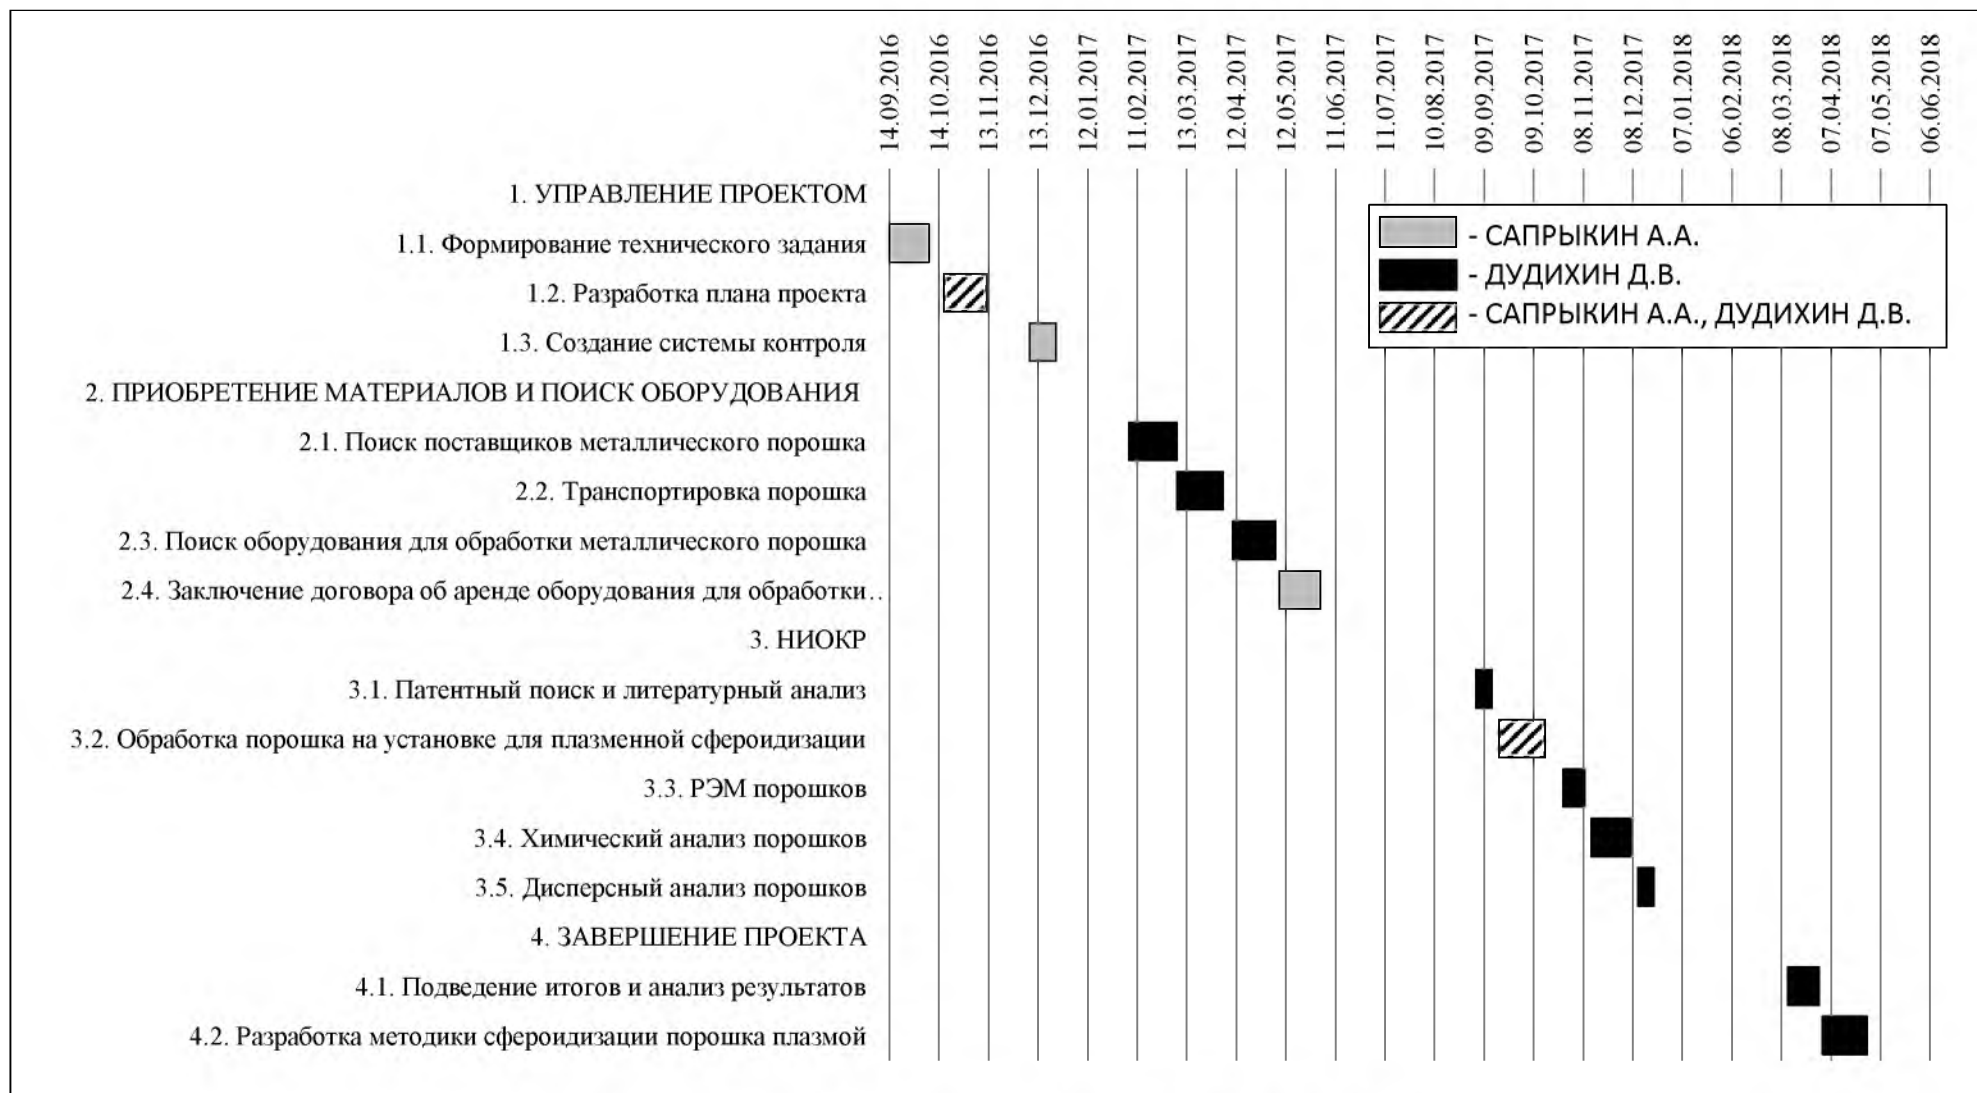 14.09.2016
14.10.2016
13.11.2016
13.12.2016
12.01.2017
11.02.2017
13.03.2017
12.04.2017
12.05.2017
11.06.2017
11.07.2017
10.08.2017
09.09.2017
09.10.2017
08.11.2017
08.12.2017
07.01.2018
06.02.2018
08.03.2018
07.04.2018
07.05.2018
06.06.2018
1. УПРАВЛЕНИЕ ПРОЕКТОМ
1.1. Формирование технического задания
1.2. Разработка плана проекта
1.3. Создание системы контроля
2. ПРИОБРЕТЕНИЕ МАТЕРИАЛОВ И ПОИСК ОБОРУДОВАНИЯ
2.1. Поиск поставщиков металлического порошка
2.2. Транспортировка порошка
2.3. Поиск оборудования для обработки металлического порошка
2.4. Заключение договора об аренде оборудования для обработки…
3. НИОКР
3.1. Патентный поиск и литературный анализ
3.2. Обработка порошка на установке для плазменной сфероидизации
3.3. РЭМ порошков
3.4. Химический анализ порошков
3.5. Дисперсный анализ порошков
4. ЗАВЕРШЕНИЕ ПРОЕКТА
4.1. Подведение итогов и анализ результатов
4.2. Разработка методики сфероидизации порошка плазмой
- САПРЫКИН А.А.
- ДУДИХИН Д.В.
- САПРЫКИН А.А., ДУДИХИН Д.В.